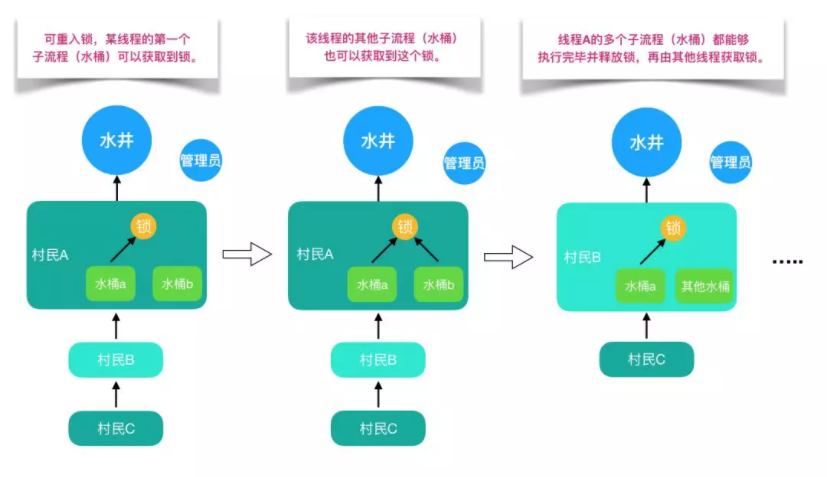 可重入锁，某线程的第一个
子流程（水桶）可以获取到锁。
该线程的其他子流程（水桶）
也可以获取到这个锁。
线程A的多个子流程（水桶）都能够
执行完毕并释放锁，再由其他线程获取锁。
水井
管理员
锁
村民A
水桶a
水桶b
村民B
村民C
水井
管理员
锁
村民A
水桶a
水桶b
村民B
村民C
水井
管理员
锁
村民B
水桶a
其他水桶
村民C
.....